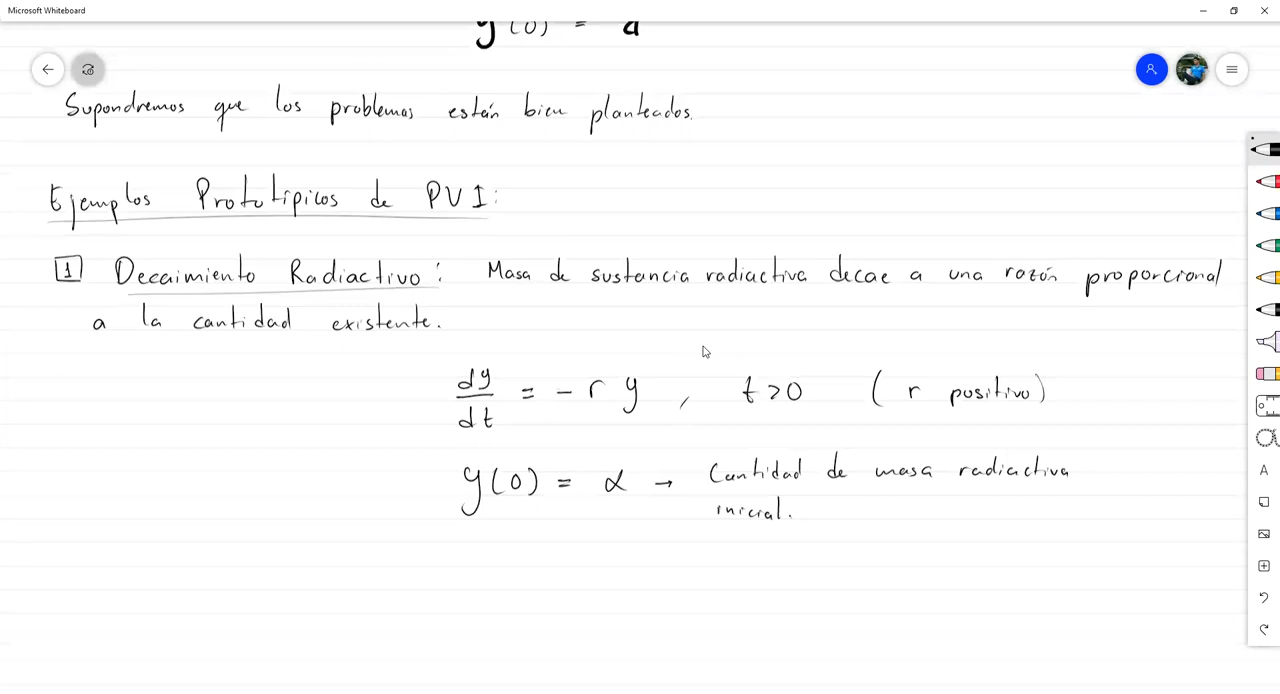 Microsoft Whiteboard
y(0) = a
Supondremos que los problemas están bien planteados.
Ejemplos Prototípicos de PVI:
1 Decaimiento Radiactivo: Masa de sustancia radiactiva decae a una razón proporcional
a la cantidad existente.
dy/dt = - r y , t > 0 ( r positivo)
y(0) = α → Cantidad de masa radiactiva
inicial.
A